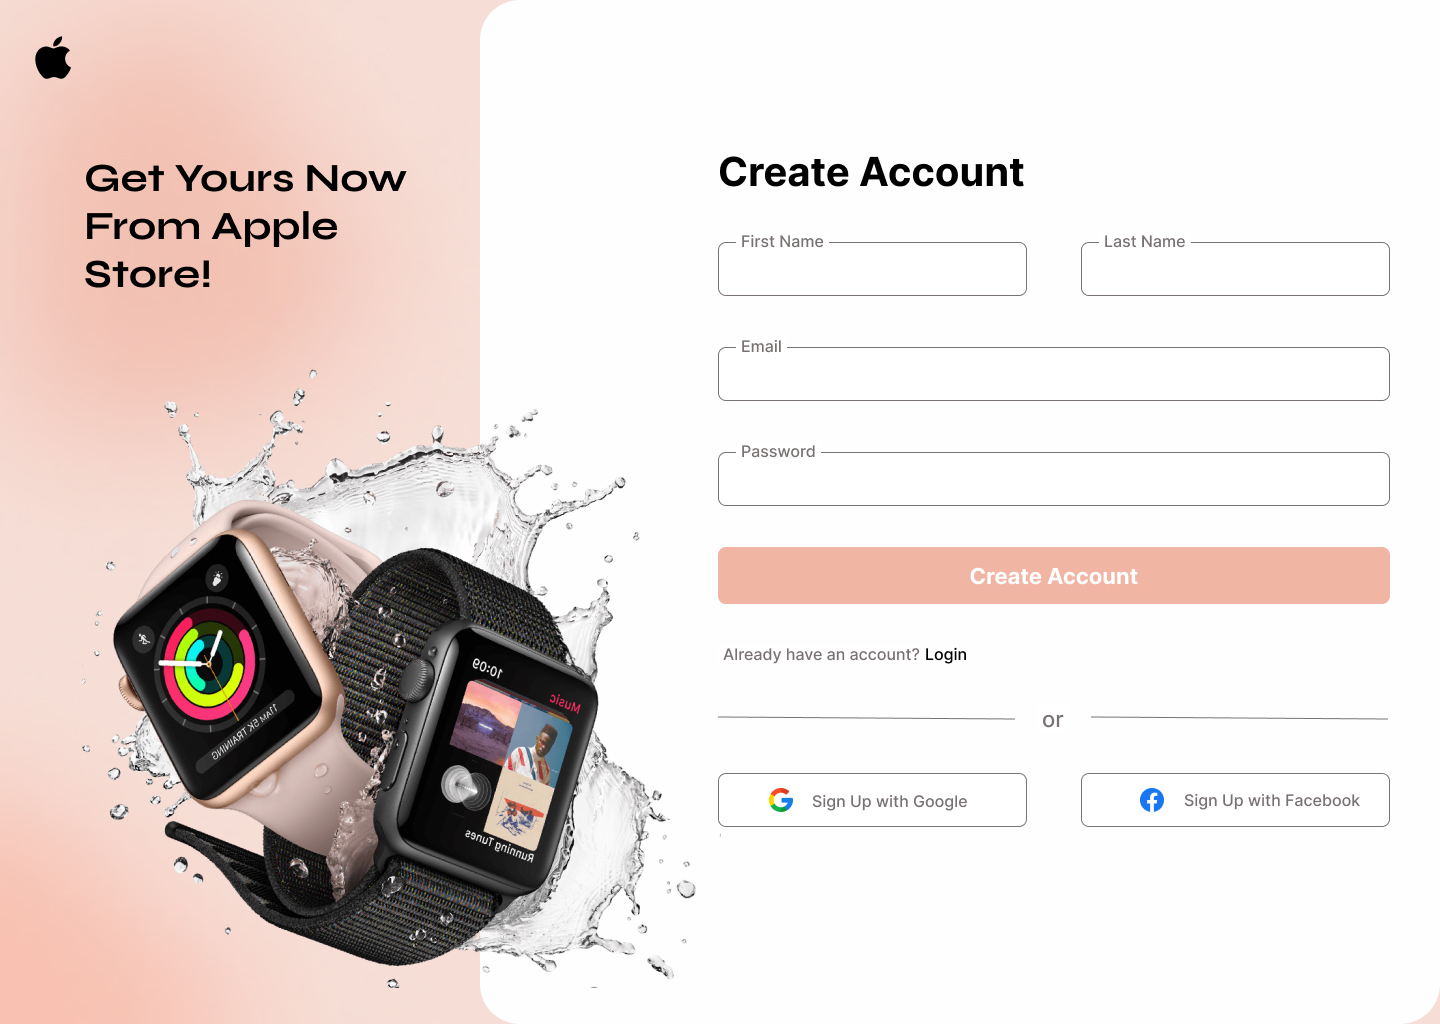 Get Yours Now
From Apple
Store!
Create Account
First Name
Last Name
Email
Password
Create Account
Already have an account? Login
or
Sign Up with Google
Sign Up with Facebook
11AM 5K TRAINING
10:09
Music
Running Tunes